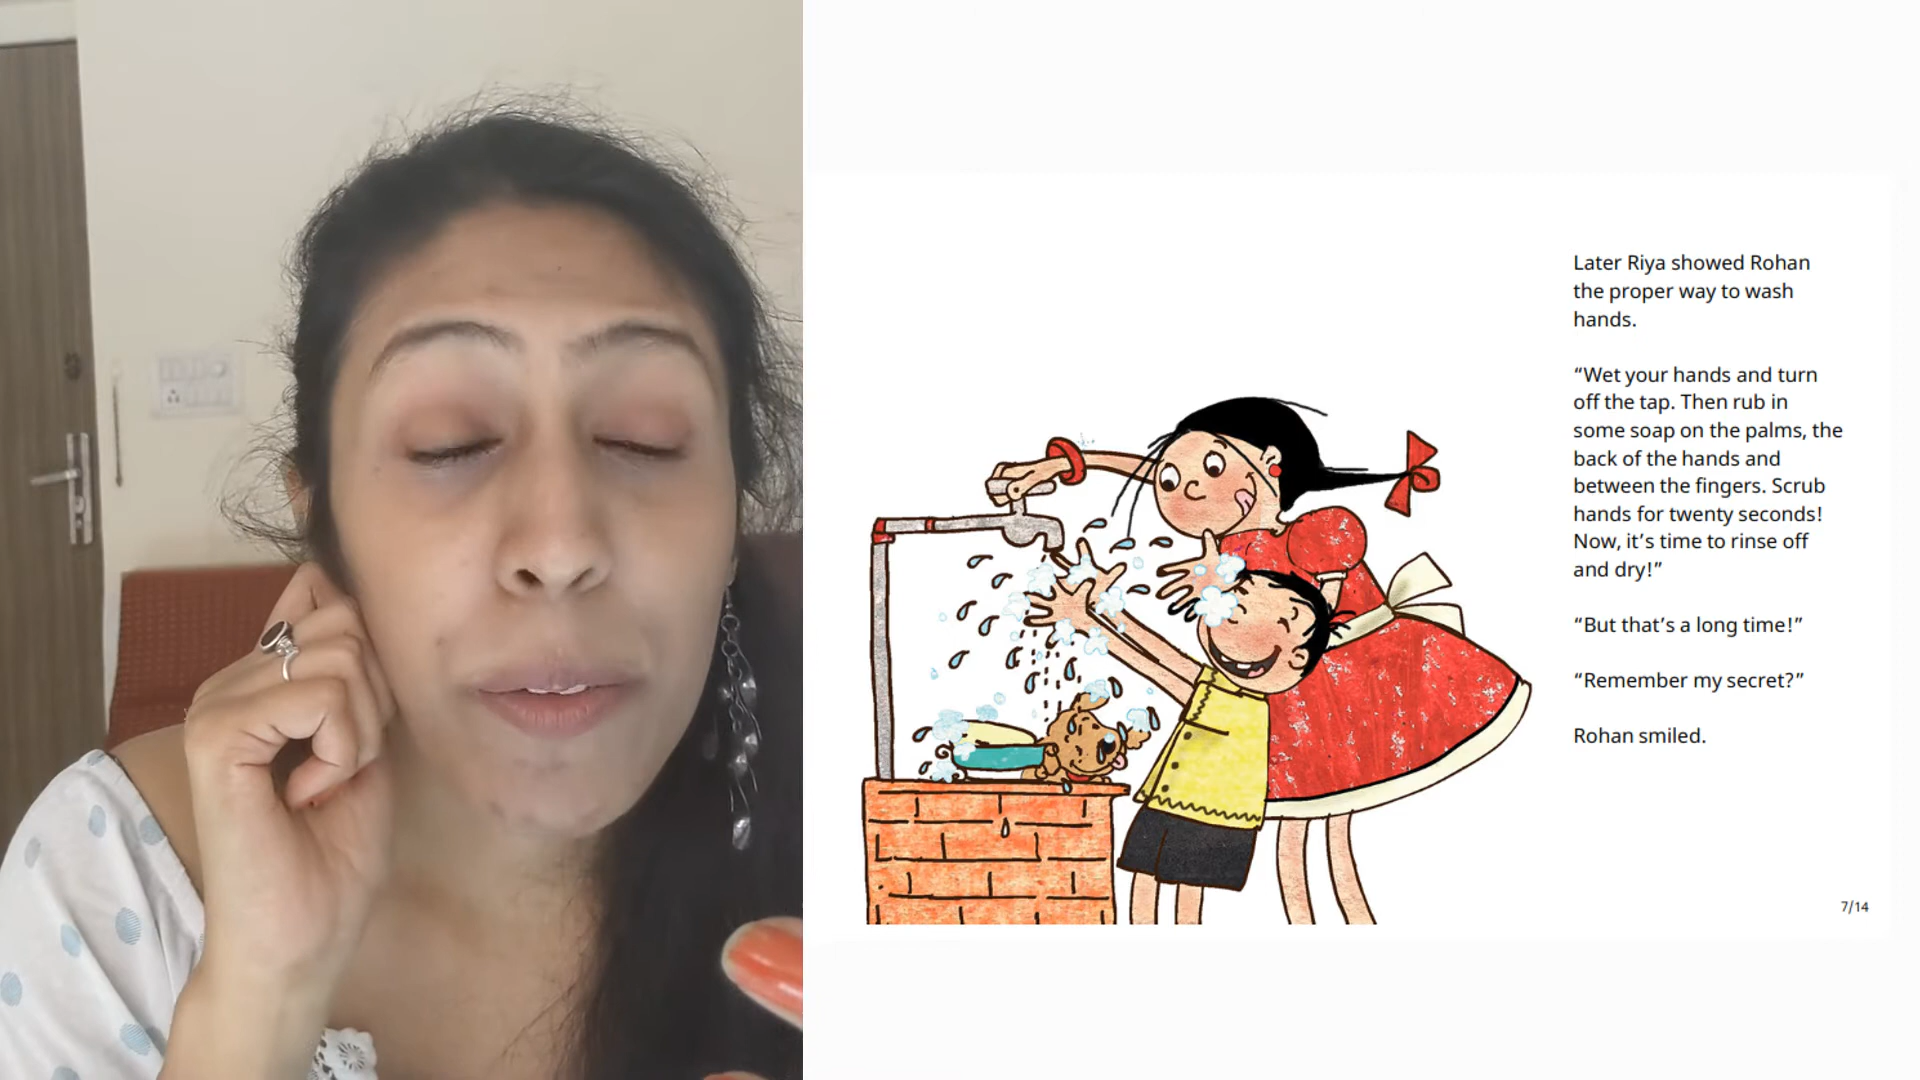 Later Riya showed Rohan
the proper way to wash
hands.
“Wet your hands and turn
off the tap. Then rub in
some soap on the palms, the
back of the hands and
between the fingers. Scrub
hands for twenty seconds!
Now, it’s time to rinse off
and dry!”
“But that’s a long time!”
“Remember my secret?”
Rohan smiled.
7/14